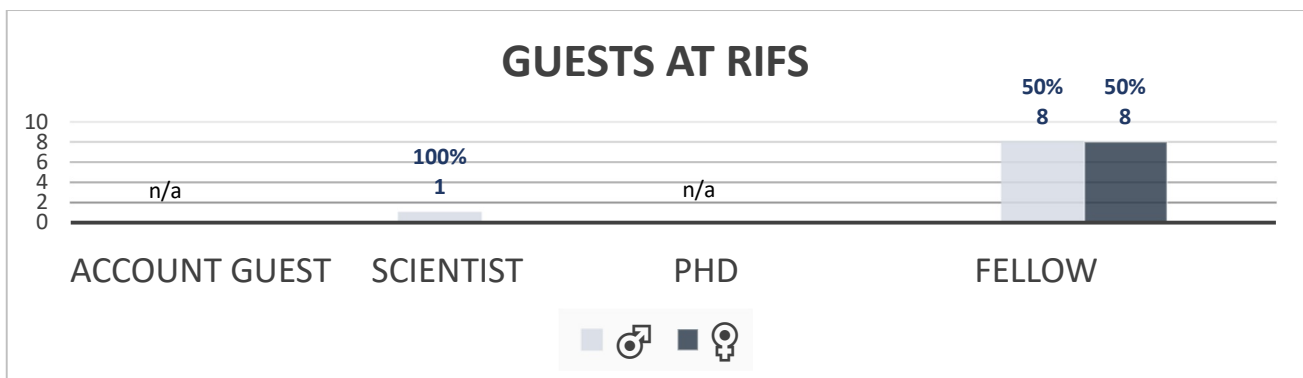 GUESTS AT RIFS
50% 50%
8 8
10
8
6
4
2
0
n/a
100%
1
n/a
ACCOUNT GUEST SCIENTIST PHD FELLOW